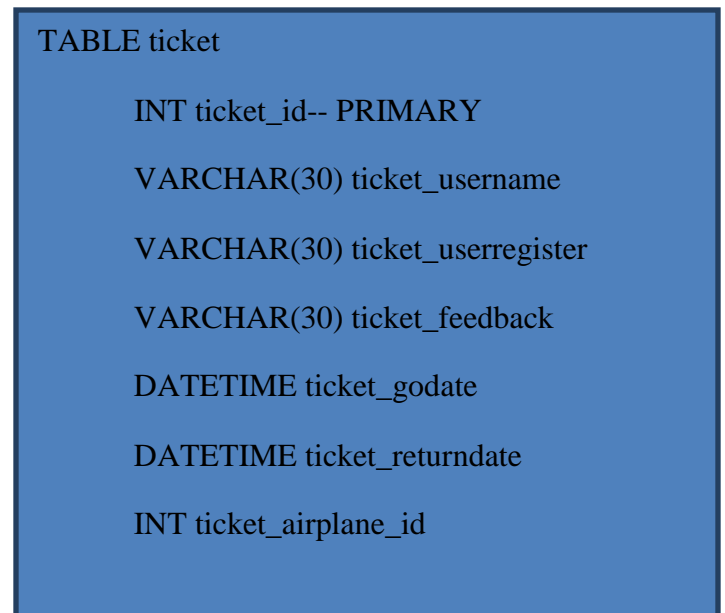 TABLE ticket
INT ticket_id-- PRIMARY
VARCHAR(30) ticket_username
VARCHAR(30) ticket_userregister
VARCHAR(30) ticket_feedback
DATETIME ticket_godate
DATETIME ticket_returndate
INT ticket_airplane_id